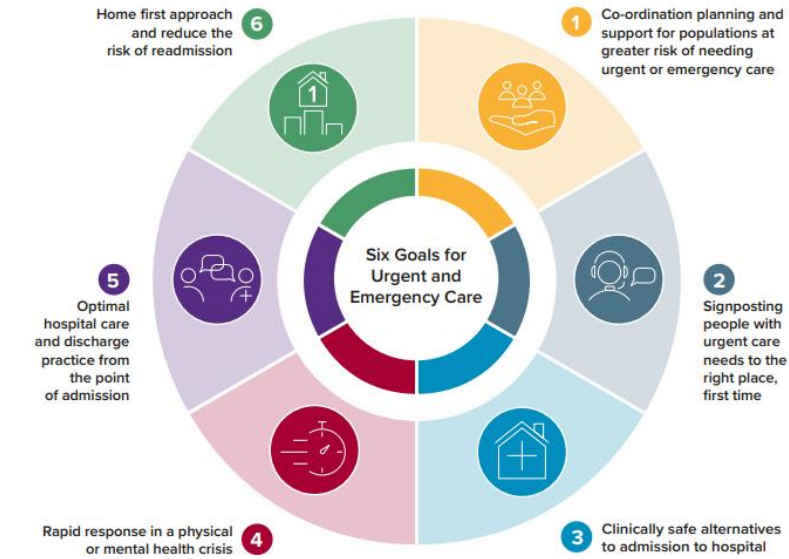 1
Co-ordination planning and
support for populations at
greater risk of needing
urgent or emergency care
2
Signposting
people with
urgent care
needs to the
right place,
first time
3
Clinically safe alternatives
to admission to hospital
4
Rapid response in a physical
or mental health crisis
5
Optimal
hospital care
and discharge
practice from
the point
of admission
6
Home first approach
and reduce the
risk of readmission
1
Six Goals for
Urgent and
Emergency Care